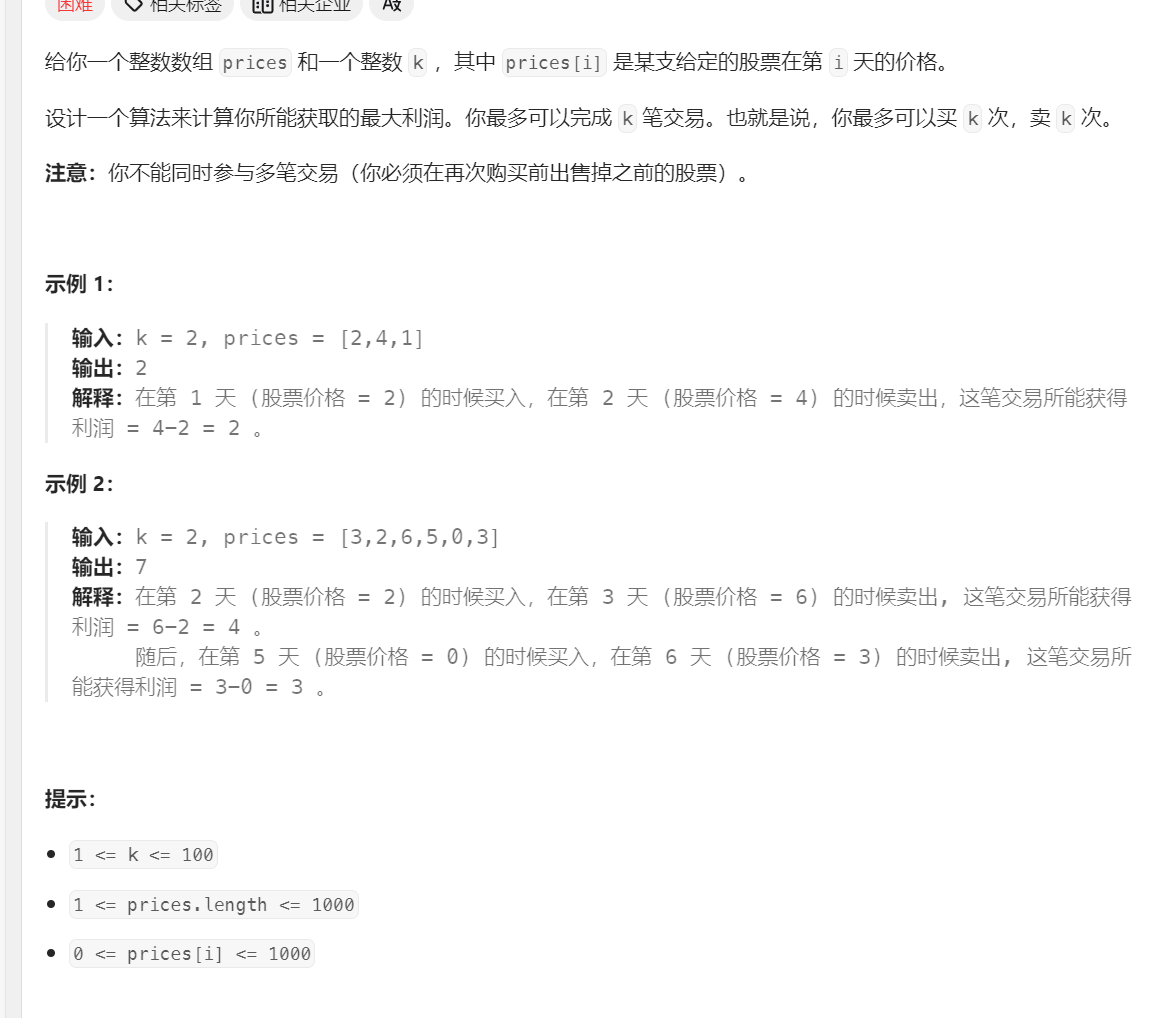 困难 相关标签 相关企业
给你一个整数数组 prices 和一个整数 k ，其中 prices[i] 是某支给定的股票在第 i 天的价格。
设计一个算法来计算你所能获取的最大利润。你最多可以完成 k 笔交易。也就是说，你最多可以买 k 次，卖 k 次。
注意：你不能同时参与多笔交易（你必须在再次购买前出售掉之前的股票）。
示例 1：
输入：k = 2, prices = [2,4,1]
输出：2
解释：在第 1 天 (股票价格 = 2) 的时候买入，在第 2 天 (股票价格 = 4) 的时候卖出，这笔交易所能获得
利润 = 4-2 = 2 。
示例 2：
输入：k = 2, prices = [3,2,6,5,0,3]
输出：7
解释：在第 2 天 (股票价格 = 2) 的时候买入，在第 3 天 (股票价格 = 6) 的时候卖出, 这笔交易所能获得
利润 = 6-2 = 4 。
随后，在第 5 天 (股票价格 = 0) 的时候买入，在第 6 天 (股票价格 = 3) 的时候卖出, 这笔交易所
能获得利润 = 3-0 = 3 。
提示：
1 <= k <= 100
1 <= prices.length <= 1000
0 <= prices[i] <= 1000